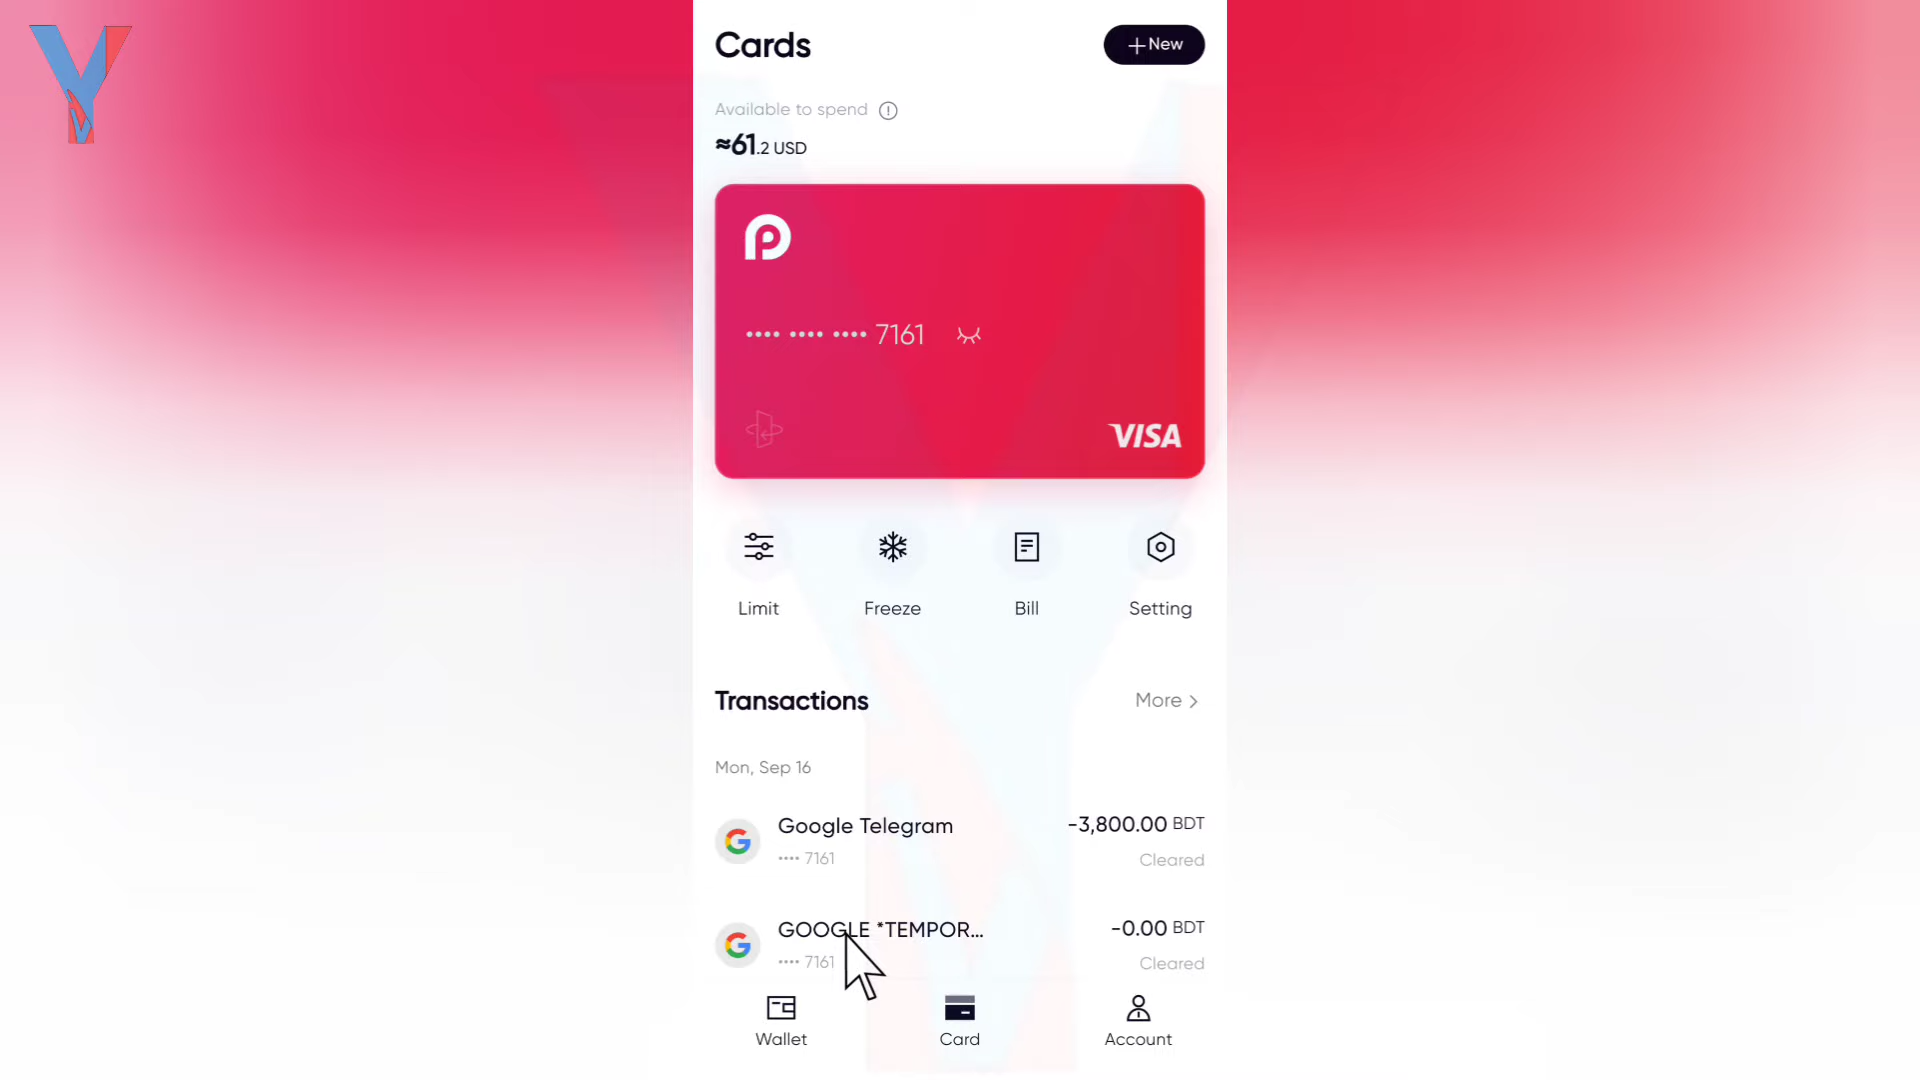 Cards
+ New
Available to spend
≈61.2 USD
•••• •••• •••• 7161
VISA
Limit
Freeze
Bill
Setting
Transactions
More >
Mon, Sep 16
Google Telegram
-3,800.00 BDT
•••• 7161
Cleared
GOOGLE *TEMPOR...
-0.00 BDT
•••• 7161
Cleared
Wallet
Card
Account